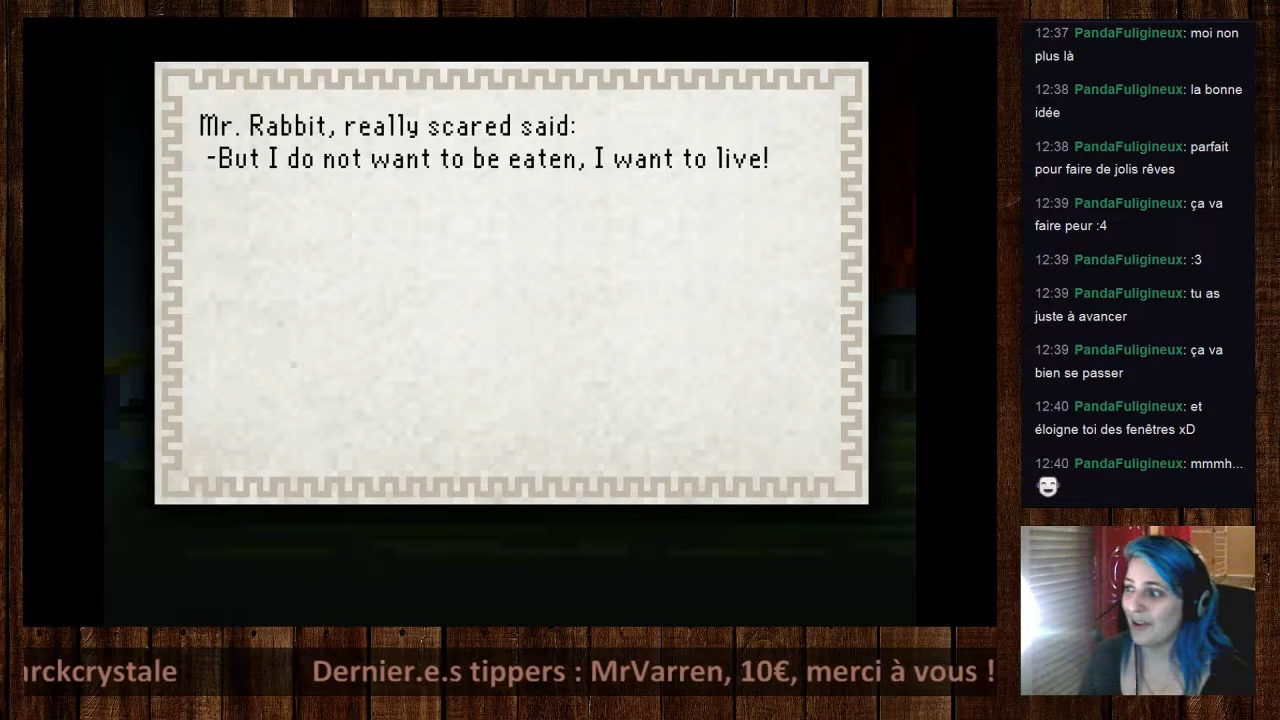 Mr. Rabbit, really scared said:
-But I do not want to be eaten, I want to live!
12:37 PandaFuligineux: moi non
plus là
12:38 PandaFuligineux: la bonne
idée
12:38 PandaFuligineux: parfait
pour faire de jolis rêves
12:39 PandaFuligineux: ça va
faire peur :4
12:39 PandaFuligineux: :3
12:39 PandaFuligineux: tu as
juste à avancer
12:39 PandaFuligineux: ça va
bien se passer
12:40 PandaFuligineux: et
éloigne toi des fenêtres xD
12:40 PandaFuligineux: mmmh...
Dernier.e.s tippers : MrVarren, 10€, merci à vous !